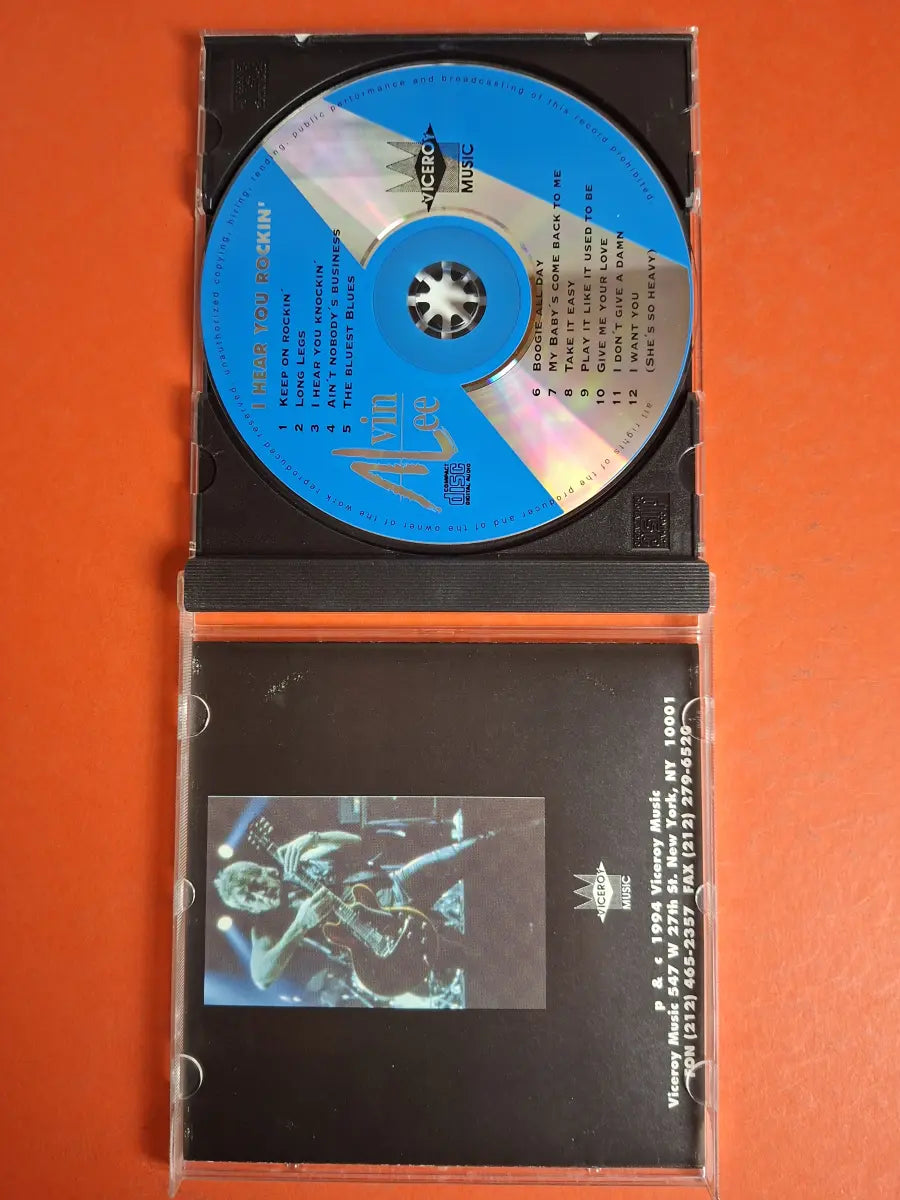 I HEAR YOU ROCKIN'
1 KEEP ON ROCKIN´
2 LONG LEGS
3 I HEAR YOU KNOCKIN´
4 AIN´T NOBODY´S BUSINESS
5 THE BLUEST BLUES
Alvin
Lee
COMPACT
disc
DIGITAL AUDIO
VICEROY
MUSIC
6 BOOGIE ALL DAY
7 MY BABY´S COME BACK TO ME
8 TAKE IT EASY
9 PLAY IT LIKE IT USED TO BE
10 GIVE ME YOUR LOVE
11 I DON´T GIVE A DAMN
12 I WANT YOU
(SHE´S SO HEAVY)
all rights of the producer and of the owner of the work reproduced reserved. unauthorized copying, hiring, lending, public performance and broadcasting of this record prohibited.
VICEROY
MUSIC
p & c 1994 Viceroy Music
Viceroy Music 547 W 27th St. New York, NY 10001
FON (212) 465-2357 FAX (212) 279-6520